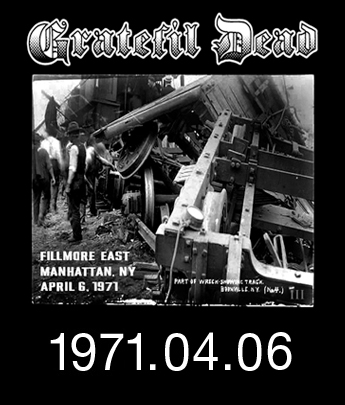 Grateful Dead
FILLMORE EAST
MANHATTAN, NY
APRIL 6, 1971
PART OF WRECK SHOWING TRACK.
N.Y.
1971.04.06